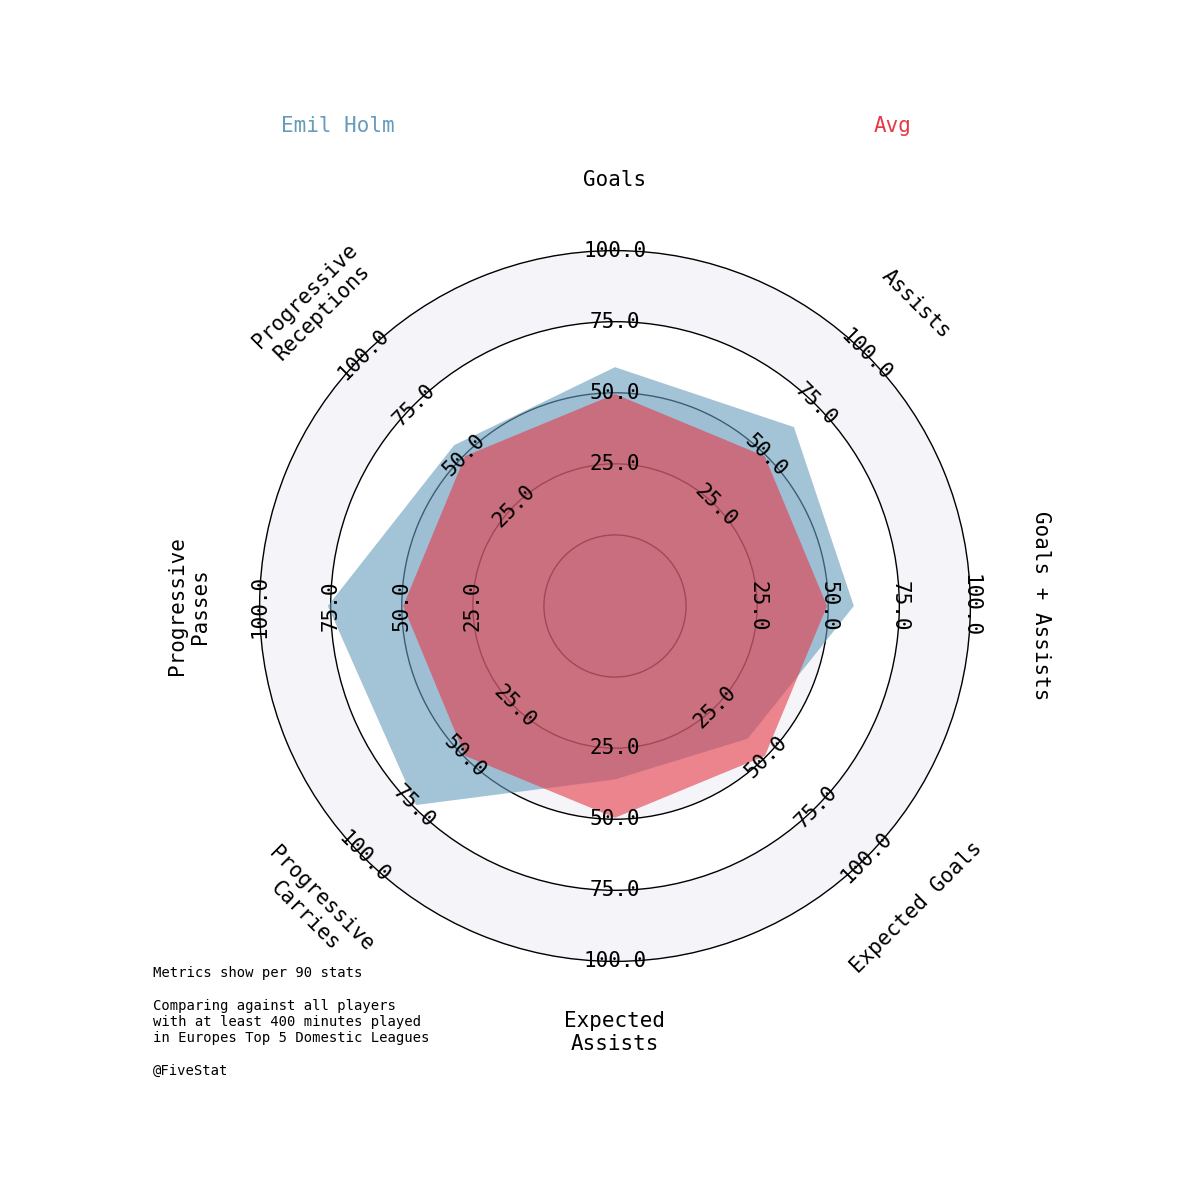 Emil Holm
Avg
Goals
Assists
Goals + Assists
Expected Goals
Expected
Assists
Progressive
Carries
Progressive
Passes
Progressive
Receptions
25.0
50.0
75.0
100.0
25.0
50.0
75.0
100.0
25.0
50.0
75.0
100.0
25.0
50.0
75.0
100.0
25.0
50.0
75.0
100.0
25.0
50.0
75.0
100.0
25.0
50.0
75.0
100.0
25.0
50.0
75.0
100.0
Metrics show per 90 stats
Comparing against all players
with at least 400 minutes played
in Europes Top 5 Domestic Leagues
@FiveStat